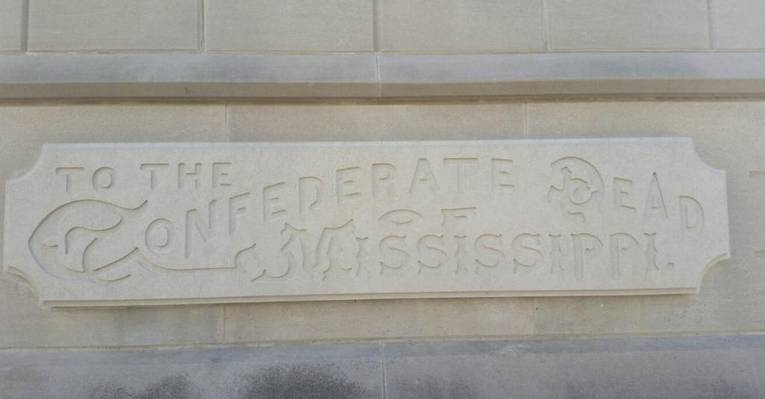 TO THE
CONFEDERATE DEAD
OF
MISSISSIPPI.